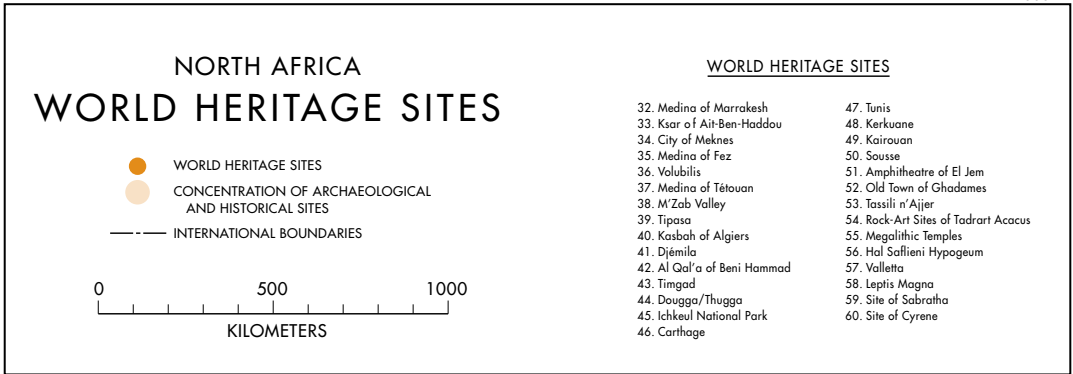 NORTH AFRICA
WORLD HERITAGE SITES
WORLD HERITAGE SITES
CONCENTRATION OF ARCHAEOLOGICAL
AND HISTORICAL SITES
INTERNATIONAL BOUNDARIES
0 500 1000
KILOMETERS
WORLD HERITAGE SITES
32. Medina of Marrakesh
33. Ksar of Ait-Ben-Haddou
34. City of Meknes
35. Medina of Fez
36. Volubilis
37. Medina of Tétouan
38. M'Zab Valley
39. Tipasa
40. Kasbah of Algiers
41. Djémila
42. Al Qal'a of Beni Hammad
43. Timgad
44. Dougga/Thugga
45. Ichkeul National Park
46. Carthage
47. Tunis
48. Kerkuane
49. Kairouan
50. Sousse
51. Amphitheatre of El Jem
52. Old Town of Ghadames
53. Tassili n'Ajjer
54. Rock-Art Sites of Tadrart Acacus
55. Megalithic Temples
56. Hal Saflieni Hypogeum
57. Valletta
58. Leptis Magna
59. Site of Sabratha
60. Site of Cyrene